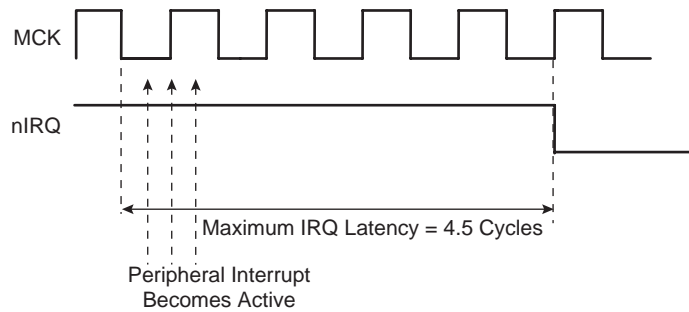 MCK
nIRQ
Maximum IRQ Latency = 4.5 Cycles
Peripheral Interrupt
Becomes Active